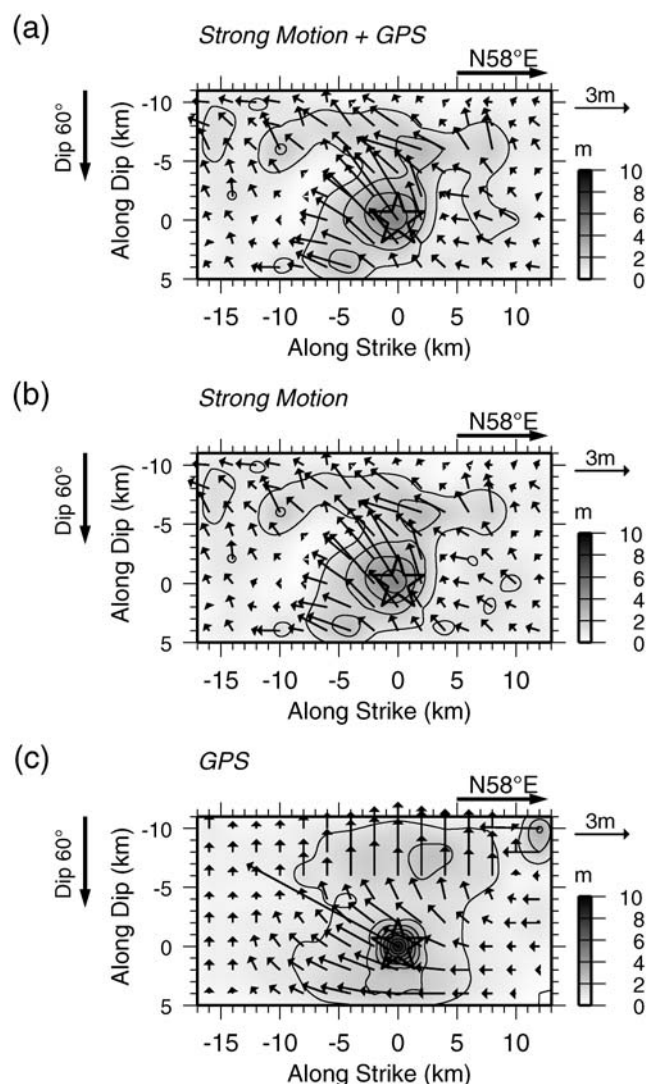 (a)
Strong Motion + GPS
N58°E
Dip 60°
Along Dip (km)
-10
-5
0
5
3m
m
10
8
6
4
2
0
-15 -10 -5 0 5 10
Along Strike (km)
(b)
Strong Motion
N58°E
Dip 60°
Along Dip (km)
-10
-5
0
5
3m
m
10
8
6
4
2
0
-15 -10 -5 0 5 10
Along Strike (km)
(c)
GPS
N58°E
Dip 60°
Along Dip (km)
-10
-5
0
5
3m
m
10
8
6
4
2
0
-15 -10 -5 0 5 10
Along Strike (km)